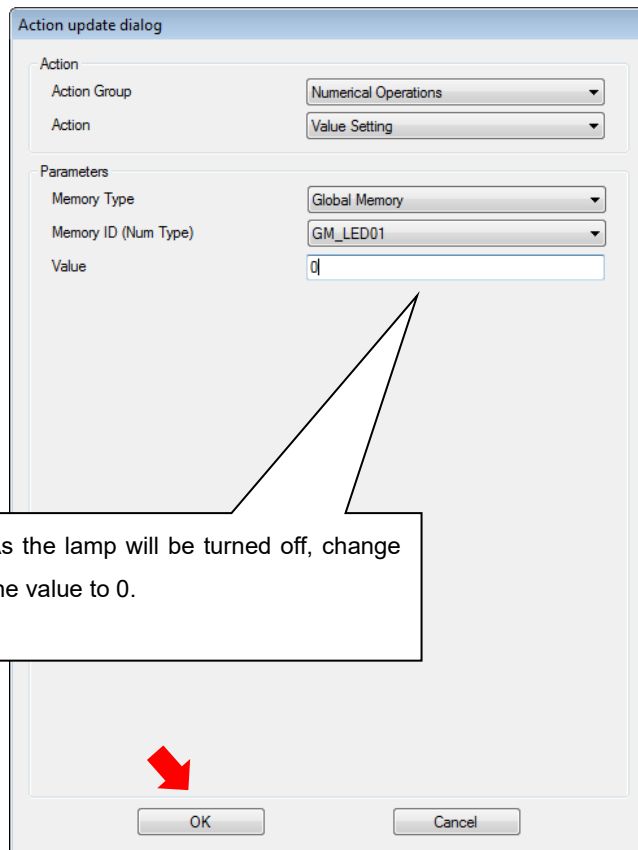 Action update dialog
Action
Action Group Numerical Operations
Action Value Setting
Parameters
Memory Type Global Memory
Memory ID (Num Type) GM_LED01
Value 0
the lamp will be turned off, change
value to 0.
OK Cancel